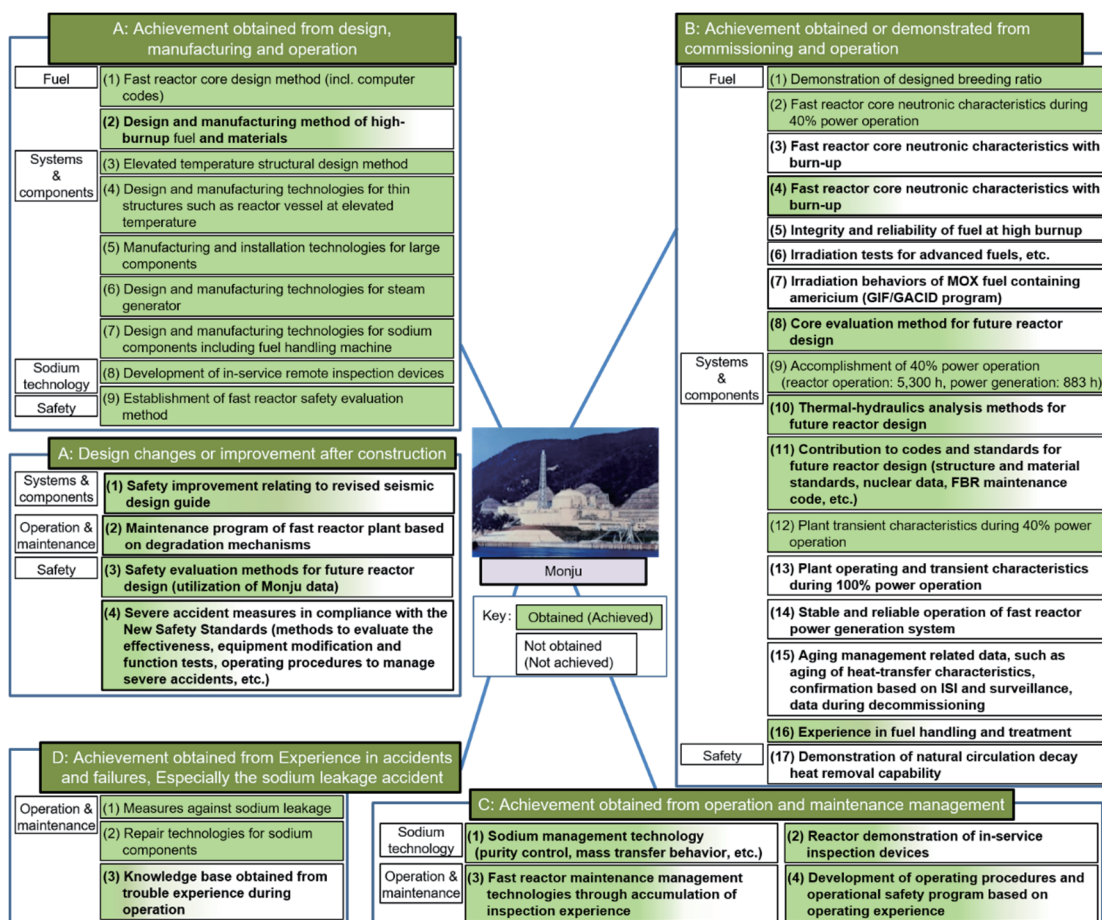 A: Achievement obtained from design,
manufacturing and operation
Fuel
(1) Fast reactor core design method (incl. computer
codes)
(2) Design and manufacturing method of high-
burnup fuel and materials
Systems
&
components
(3) Elevated temperature structural design method
(4) Design and manufacturing technologies for thin
structures such as reactor vessel at elevated
temperature
(5) Manufacturing and installation technologies for large
components
(6) Design and manufacturing technologies for steam
generator
(7) Design and manufacturing technologies for sodium
components including fuel handling machine
Sodium
technology
(8) Development of in-service remote inspection devices
Safety
(9) Establishment of fast reactor safety evaluation
method
A: Design changes or improvement after construction
Systems &
components
(1) Safety improvement relating to revised seismic
design guide
Operation &
maintenance
(2) Maintenance program of fast reactor plant based
on degradation mechanisms
Safety
(3) Safety evaluation methods for future reactor
design (utilization of Monju data)
(4) Severe accident measures in compliance with the
New Safety Standards (methods to evaluate the
effectiveness, equipment modification and
function tests, operating procedures to manage
severe accidents, etc.)
Monju
Key:
Obtained (Achieved)
Not obtained
(Not achieved)
B: Achievement obtained or demonstrated from
commissioning and operation
Fuel
(1) Demonstration of designed breeding ratio
(2) Fast reactor core neutronic characteristics during
40% power operation
(3) Fast reactor core neutronic characteristics with
burn-up
(4) Fast reactor core neutronic characteristics with
burn-up
(5) Integrity and reliability of fuel at high burnup
(6) Irradiation tests for advanced fuels, etc.
(7) Irradiation behaviors of MOX fuel containing
americium (GIF/GACID program)
(8) Core evaluation method for future reactor
design
Systems
&
components
(9) Accomplishment of 40% power operation
(reactor operation: 5,300 h, power generation: 883 h)
(10) Thermal-hydraulics analysis methods for
future reactor design
(11) Contribution to codes and standards for
future reactor design (structure and material
standards, nuclear data, FBR maintenance
code, etc.)
(12) Plant transient characteristics during 40% power
operation
(13) Plant operating and transient characteristics
during 100% power operation
(14) Stable and reliable operation of fast reactor
power generation system
(15) Aging management related data, such as
aging of heat-transfer characteristics,
confirmation based on ISI and surveillance,
data during decommissioning
(16) Experience in fuel handling and treatment
Safety
(17) Demonstration of natural circulation decay
heat removal capability
D: Achievement obtained from Experience in accidents
and failures, Especially the sodium leakage accident
Operation &
maintenance
(1) Measures against sodium leakage
(2) Repair technologies for sodium
components
(3) Knowledge base obtained from
trouble experience during
operation
C: Achievement obtained from operation and maintenance management
Sodium
technology
(1) Sodium management technology
(purity control, mass transfer behavior, etc.)
(2) Reactor demonstration of in-service
inspection devices
Operation &
maintenance
(3) Fast reactor maintenance management
technologies through accumulation of
inspection experience
(4) Development of operating procedures and
operational safety program based on
operating experience